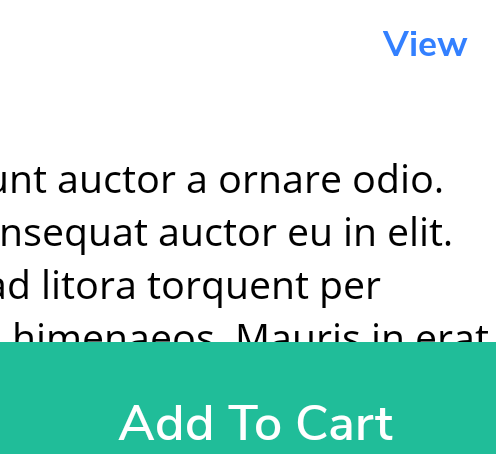 View
unt auctor a ornare odio.
nsequat auctor eu in elit.
ad litora torquent per
himenaeos. Mauris in erat
Add To Cart